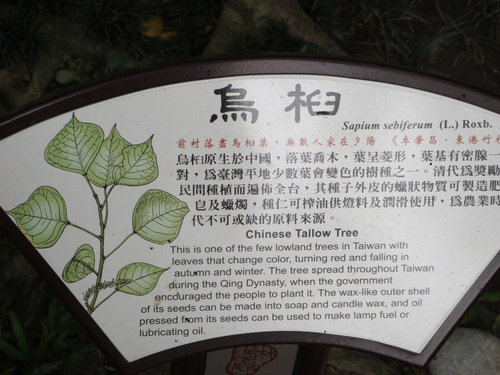 烏桕
Sapium sebiferum (L.) Roxb.
前村落盡烏桕葉，無數人家在夕陽 《卓肇昌．東港竹
烏桕原生於中國，落葉喬木，葉呈菱形，葉基有密腺一
對，為臺灣平地少數葉會變色的樹種之一。清代為獎勵
民間種植而遍佈全台，其種子外皮的蠟狀物質可製造肥
皂及蠟燭，種仁可榨油供燈料及潤滑使用，為農業時
代不可或缺的原料來源。
Chinese Tallow Tree
This is one of the few lowland trees in Taiwan with
leaves that change color, turning red and falling in
autumn and winter. The tree spread throughout Taiwan
during the Qing Dynasty, when the government
encouraged the people to plant it. The wax-like outer shell
of its seeds can be made into soap and candle wax, and oil
pressed from its seeds can be used to make lamp fuel or
lubricating oil.